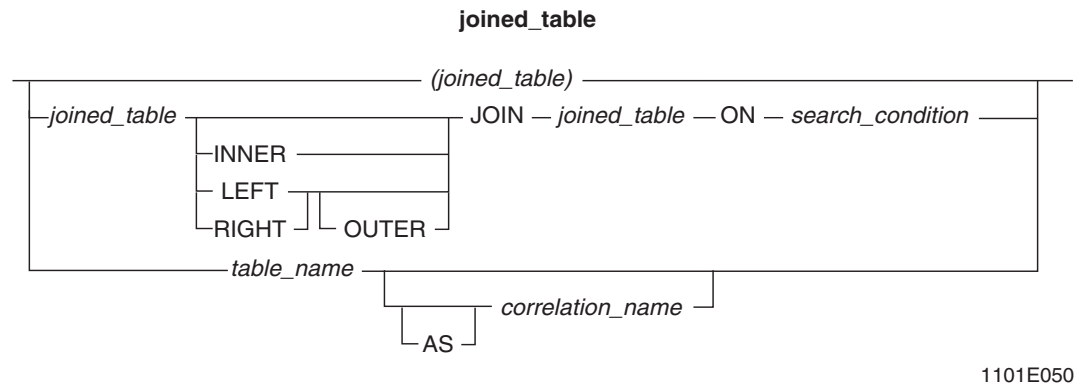 joined_table
(joined_table)
joined_table JOIN joined_table ON search_condition
INNER
LEFT
RIGHT OUTER
table_name
correlation_name
AS
1101E050